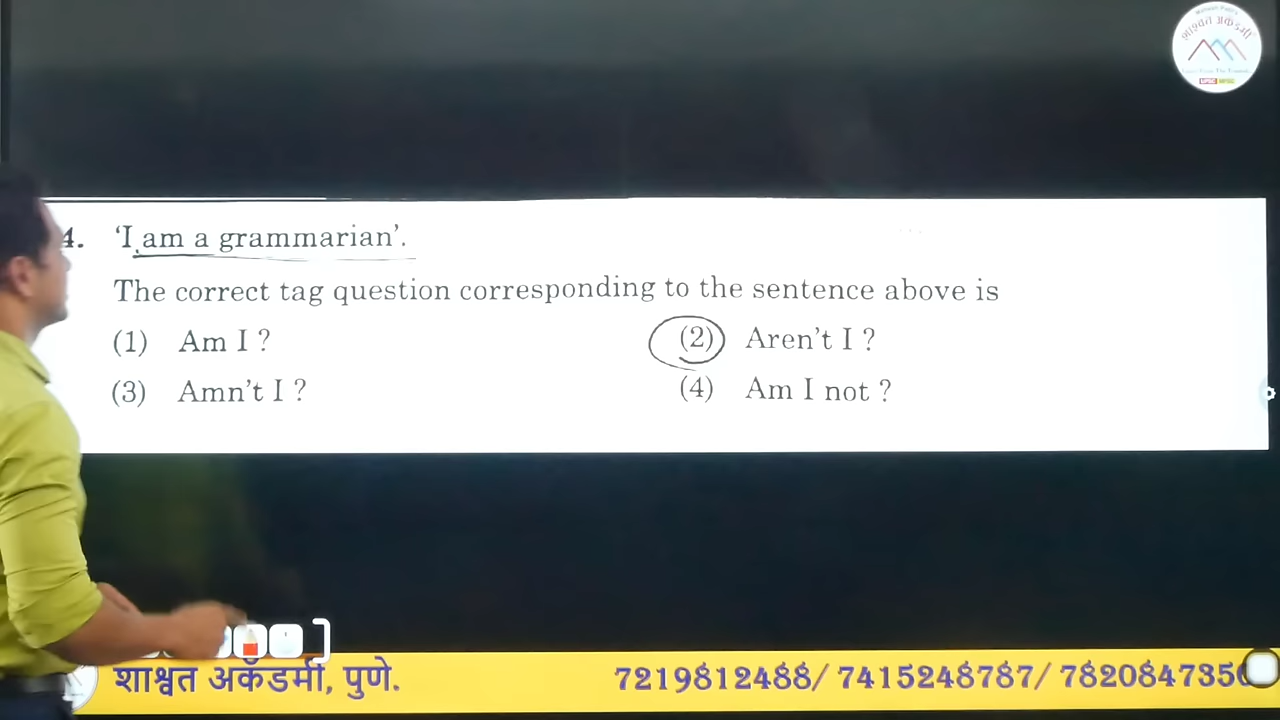 4. ‘I am a grammarian’.
The correct tag question corresponding to the sentence above is
(1) Am I ? (2) Aren’t I ?
(3) Amn’t I ? (4) Am I not ?
शाश्वत अकॅडमी, पुणे. 7219812488/ 7415248787/ 782084735